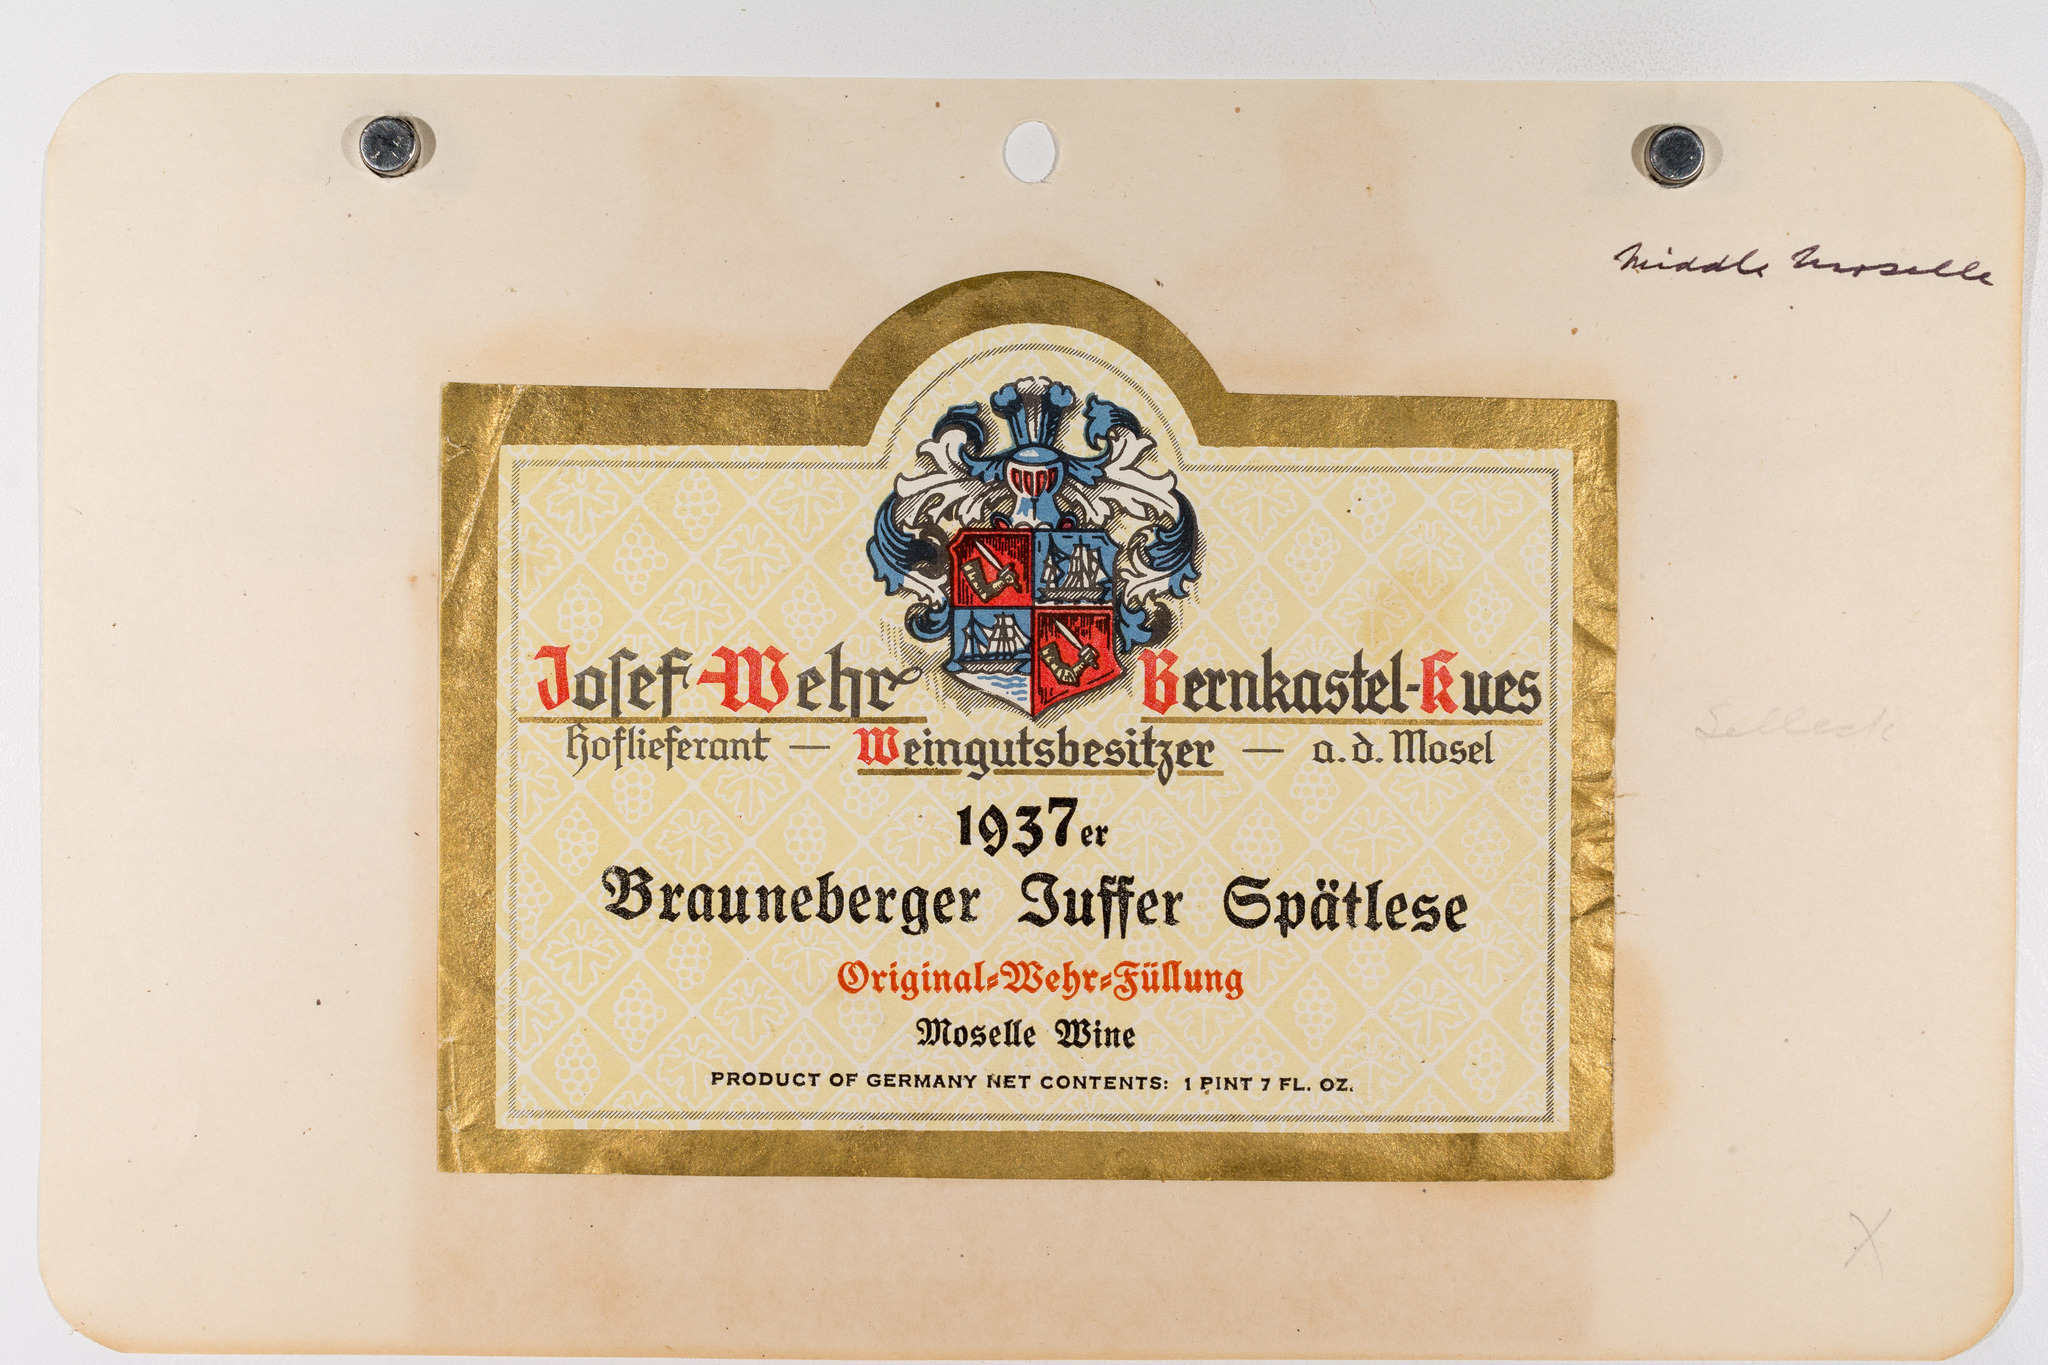 Middle Moselle
Josef Wehr Bernkastel-Kues
Hoflieferant — Weingutsbesitzer — a.d. Mosel
1937er
Brauneberger Juffer Spätlese
Original-Wehr-Füllung
Moselle Wine
PRODUCT OF GERMANY NET CONTENTS: 1 PINT 7 FL. OZ.
Selleck
X